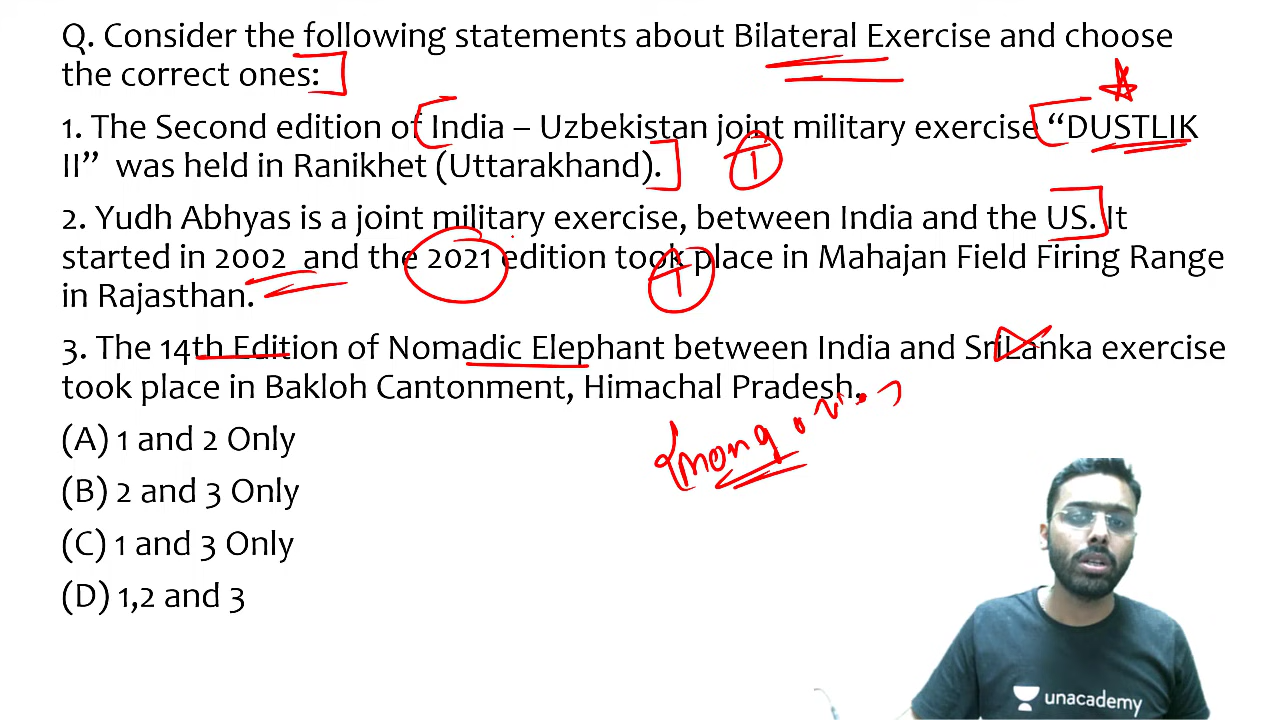 Q. Consider the following statements about Bilateral Exercise and choose
the correct ones:
1. The Second edition of India – Uzbekistan joint military exercise “DUSTLIK
II” was held in Ranikhet (Uttarakhand).
T
2. Yudh Abhyas is a joint military exercise, between India and the US. It
started in 2002 and the 2021 edition took place in Mahajan Field Firing Range
T
in Rajasthan.
3. The 14th Edition of Nomadic Elephant between India and SriLanka exercise
took place in Bakloh Cantonment, Himachal Pradesh.
(A) 1 and 2 Only
(B) 2 and 3 Only
(C) 1 and 3 Only
(D) 1,2 and 3
unacademy